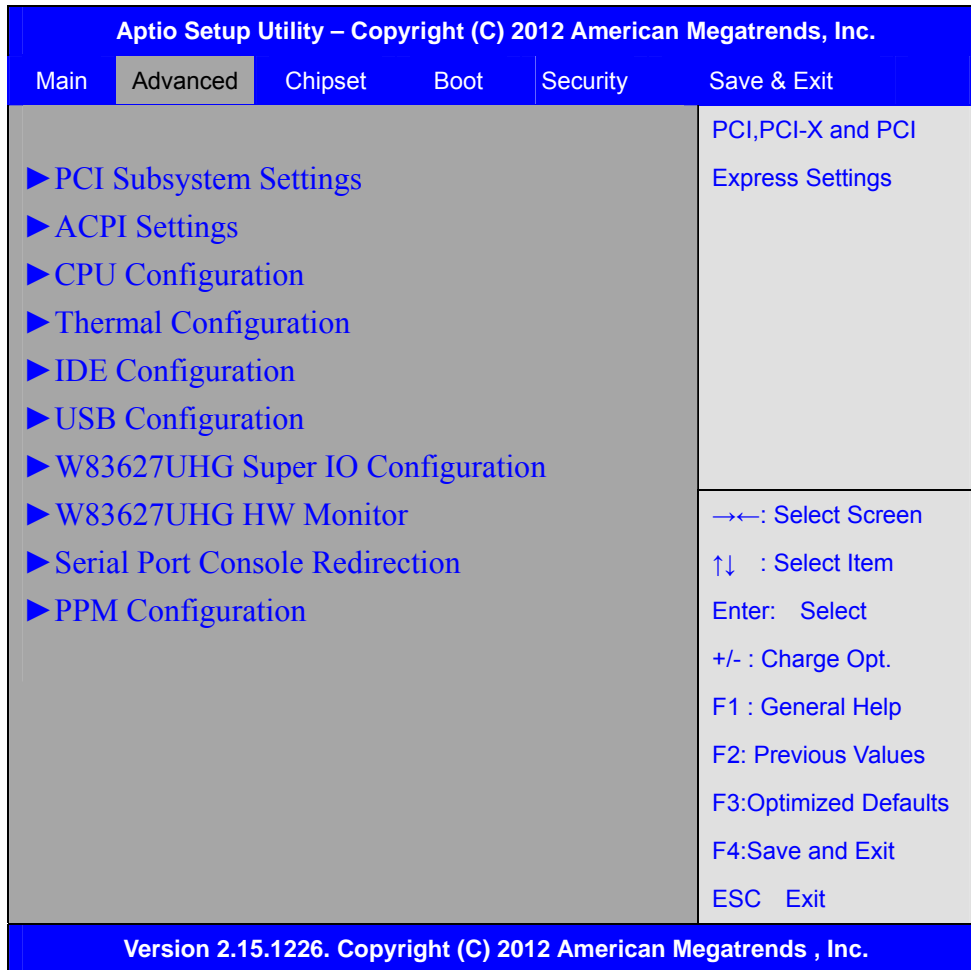 Aptio Setup Utility – Copyright (C) 2012 American Megatrends, Inc.
Main Advanced Chipset Boot Security Save & Exit
►PCI Subsystem Settings
►ACPI Settings
►CPU Configuration
►Thermal Configuration
►IDE Configuration
►USB Configuration
►W83627UHG Super IO Configuration
►W83627UHG HW Monitor
►Serial Port Console Redirection
►PPM Configuration
PCI,PCI-X and PCI
Express Settings
→←: Select Screen
↑↓ : Select Item
Enter: Select
+/- : Charge Opt.
F1 : General Help
F2: Previous Values
F3:Optimized Defaults
F4:Save and Exit
ESC Exit
Version 2.15.1226. Copyright (C) 2012 American Megatrends , Inc.